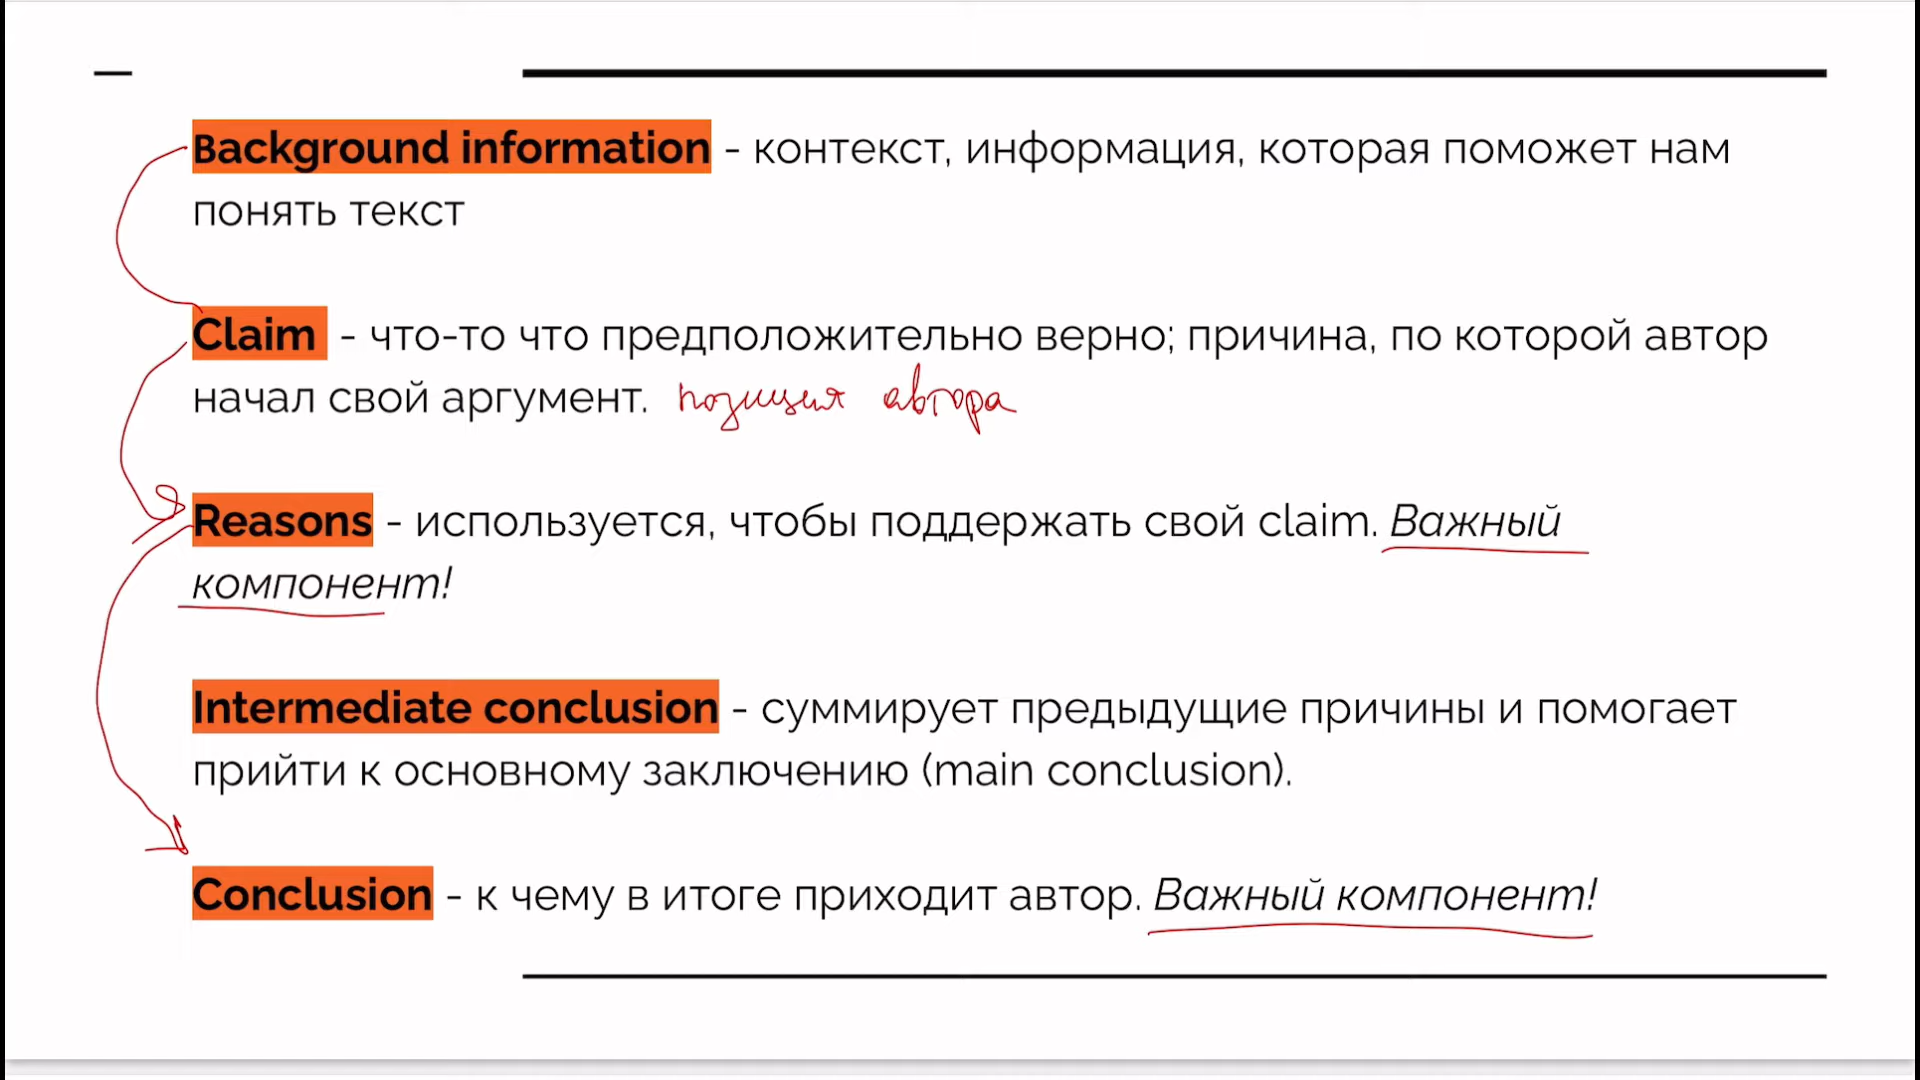 Background information - контекст, информация, которая поможет нам
понять текст
Claim - что-то что предположительно верно; причина, по которой автор
начал свой аргумент. позиция автора
Reasons - используется, чтобы поддержать свой claim. Важный
компонент!
Intermediate conclusion - суммирует предыдущие причины и помогает
прийти к основному заключению (main conclusion).
Conclusion - к чему в итоге приходит автор. Важный компонент!